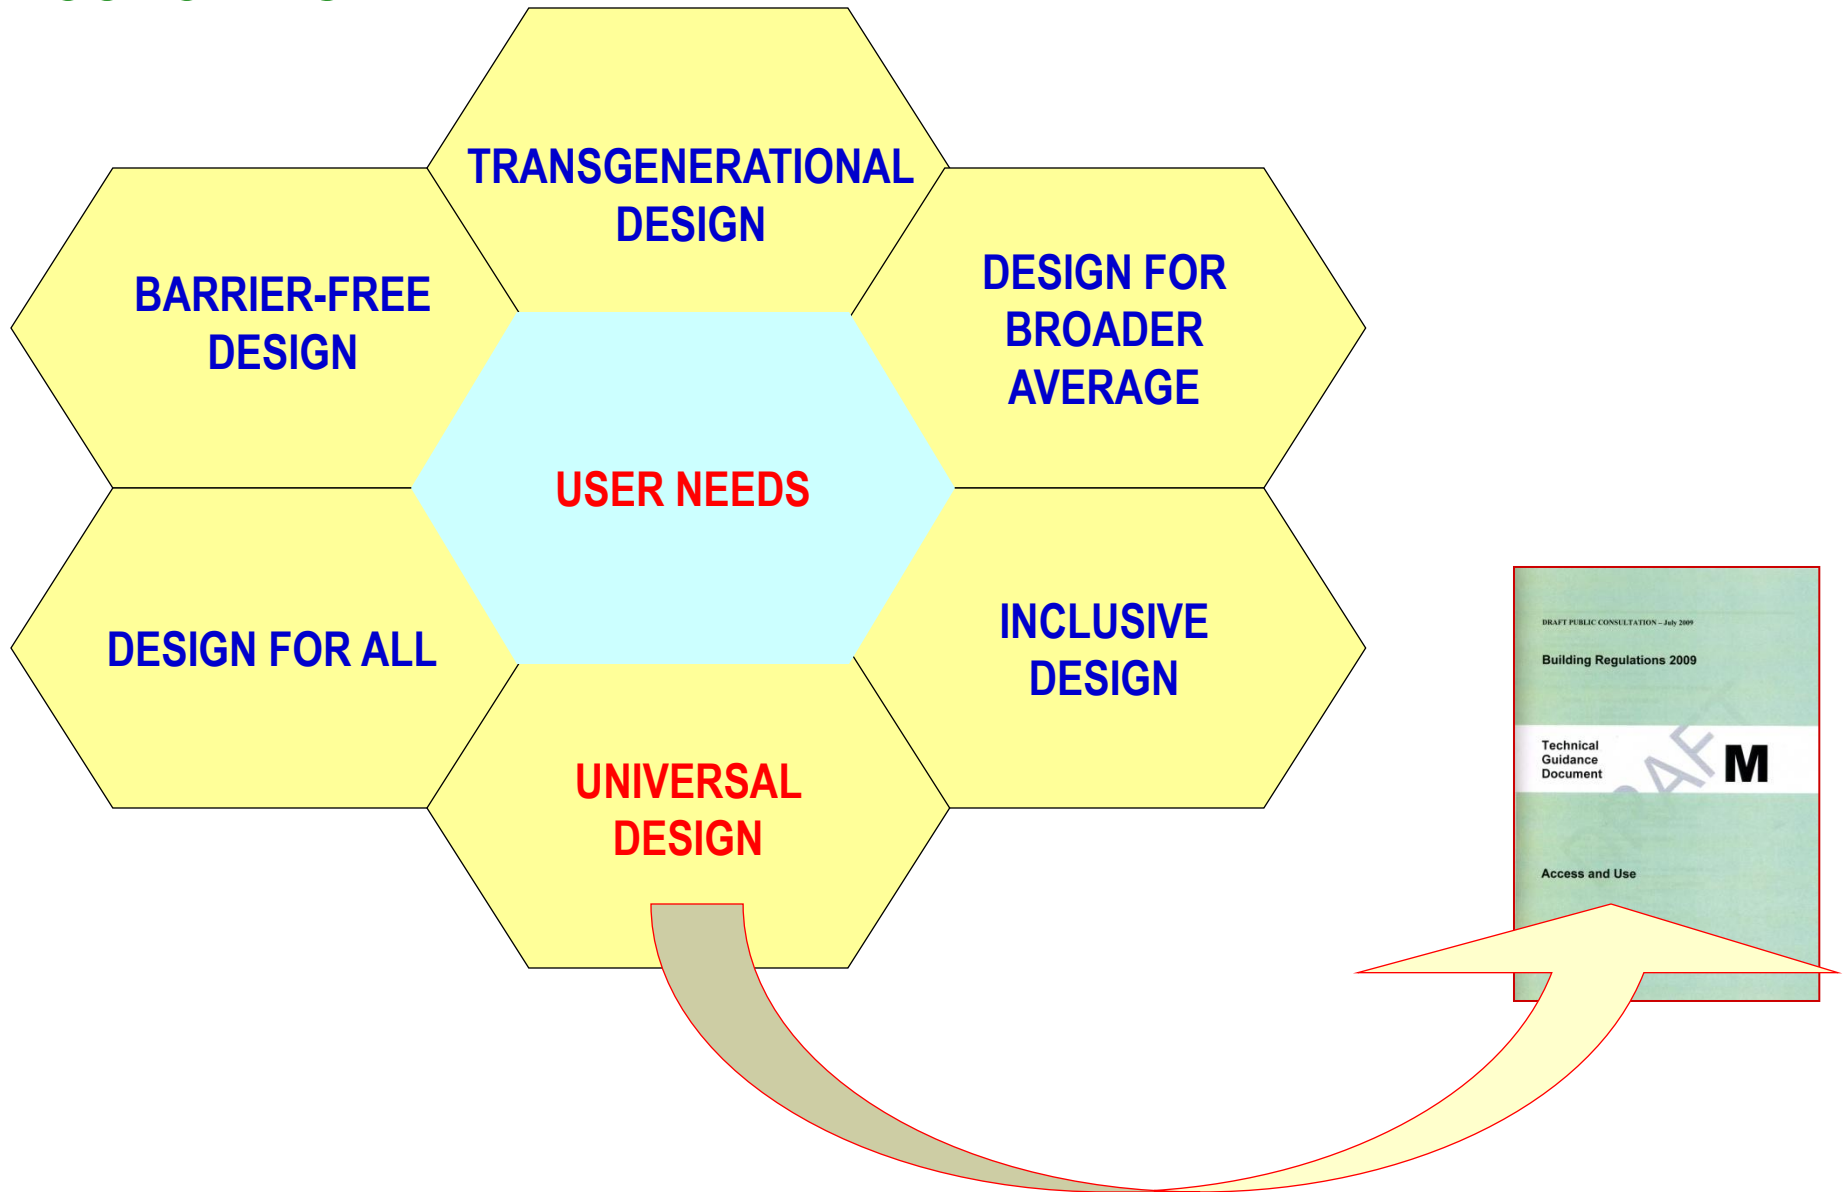 TRANSGENERATIONAL
DESIGN
BARRIER-FREE
DESIGN
DESIGN FOR
BROADER
AVERAGE
USER NEEDS
DESIGN FOR ALL
INCLUSIVE
DESIGN
UNIVERSAL
DESIGN
DRAFT PUBLIC CONSULTATION – July 2009
Building Regulations 2009
Technical
Guidance
Document
M
DRAFT
Access and Use